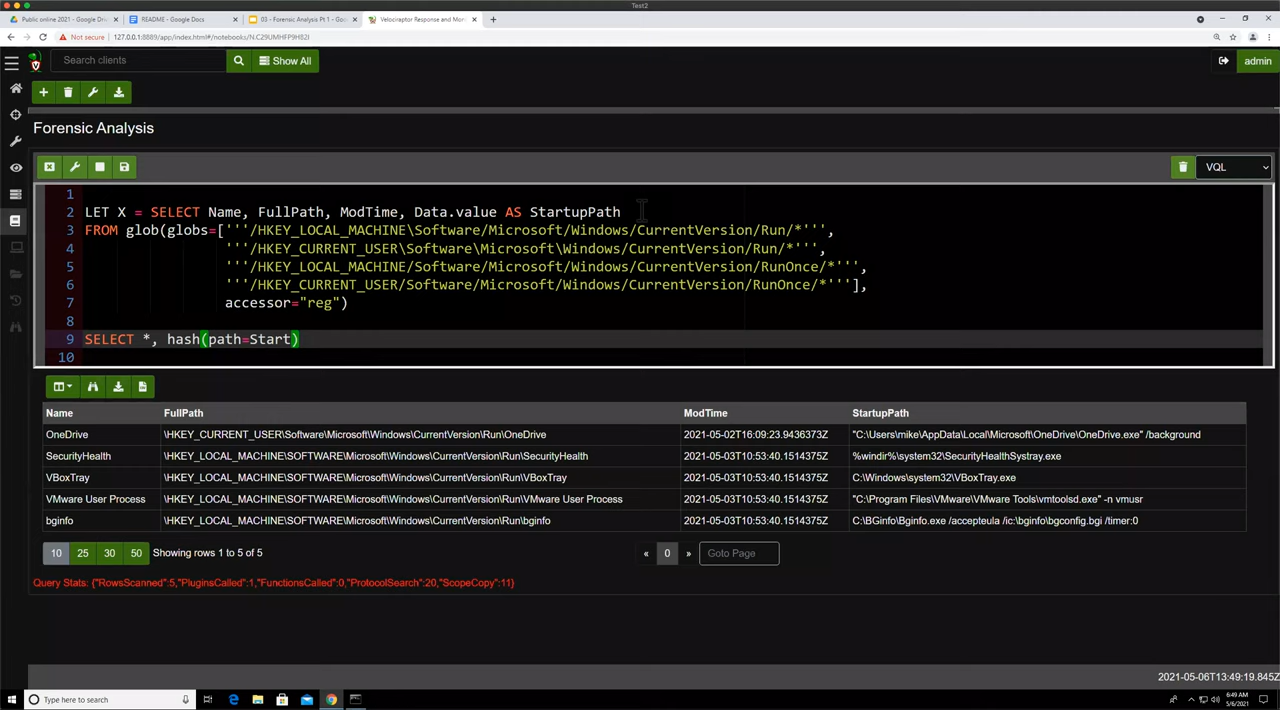 Test2
Public online 2021 - Google Driv
README - Google Docs
03 - Forensic Analysis Pt 1 - Goo
Velociraptor Response and Mon
Not secure | 127.0.0.1:8889/app/index.html#/notebooks/N.C29UMHFP9H82I
Search clients
Show All
admin
Forensic Analysis
VQL
1
2 LET X = SELECT Name, FullPath, ModTime, Data.value AS StartupPath
3 FROM glob(globs=['''/HKEY_LOCAL_MACHINE\Software/Microsoft/Windows/CurrentVersion/Run/*''',
4 '''/HKEY_CURRENT_USER\Software\Microsoft\Windows/CurrentVersion/Run/*''',
5 '''/HKEY_LOCAL_MACHINE/Software/Microsoft/Windows/CurrentVersion/RunOnce/*''',
6 '''/HKEY_CURRENT_USER/Software/Microsoft/Windows/CurrentVersion/RunOnce/*'''],
7 accessor="reg")
8
9 SELECT *, hash(path=Start)
10
Name FullPath ModTime StartupPath
OneDrive \HKEY_CURRENT_USER\Software\Microsoft\Windows\CurrentVersion\Run\OneDrive 2021-05-02T16:09:23.9436373Z "C:\Users\mike\AppData\Local\Microsoft\OneDrive\OneDrive.exe" /background
SecurityHealth \HKEY_LOCAL_MACHINE\SOFTWARE\Microsoft\Windows\CurrentVersion\Run\SecurityHealth 2021-05-03T10:53:40.1514375Z %windir%\system32\SecurityHealthSystray.exe
VBoxTray \HKEY_LOCAL_MACHINE\SOFTWARE\Microsoft\Windows\CurrentVersion\Run\VBoxTray 2021-05-03T10:53:40.1514375Z C:\Windows\system32\VBoxTray.exe
VMware User Process \HKEY_LOCAL_MACHINE\SOFTWARE\Microsoft\Windows\CurrentVersion\Run\VMware User Process 2021-05-03T10:53:40.1514375Z "C:\Program Files\VMware\VMware Tools\vmtoolsd.exe" -n vmusr
bginfo \HKEY_LOCAL_MACHINE\SOFTWARE\Microsoft\Windows\CurrentVersion\Run\bginfo 2021-05-03T10:53:40.1514375Z C:\BGinfo\Bginfo.exe /accepteula /ic:\bginfo\bgconfig.bgi /timer:0
10 25 30 50 Showing rows 1 to 5 of 5 « 0 » Goto Page
Query Stats: {"RowsScanned":5,"PluginsCalled":1,"FunctionsCalled":0,"ProtocolSearch":20,"ScopeCopy":11}
2021-05-06T13:49:19.845Z
Type here to search
6:49 AM
5/6/2021